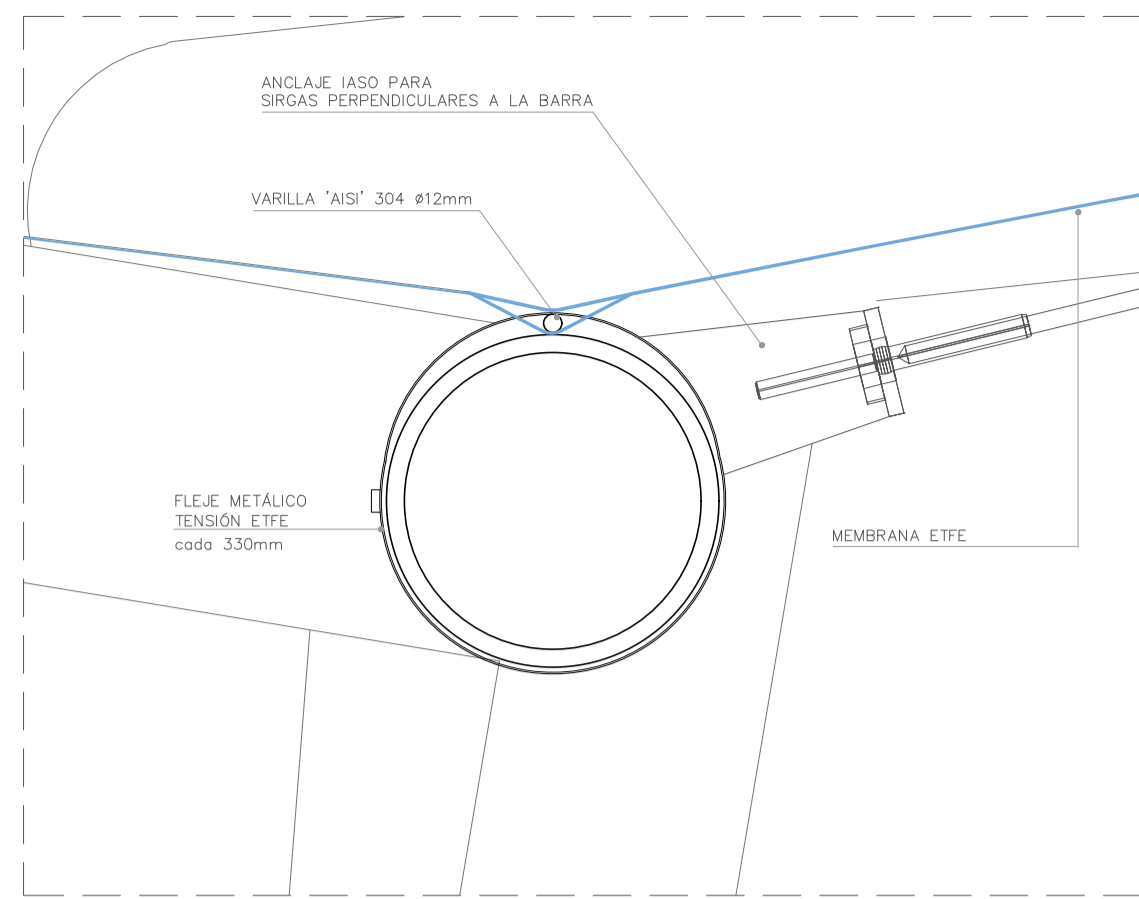 ANCLAJE IASO PARA
SIRGAS PERPENDICULARES A LA BARRA
VARILLA 'AISI' 304 Ø12mm
FLEJE METÁLICO
TENSIÓN ETFE
cada 330mm
MEMBRANA ETFE